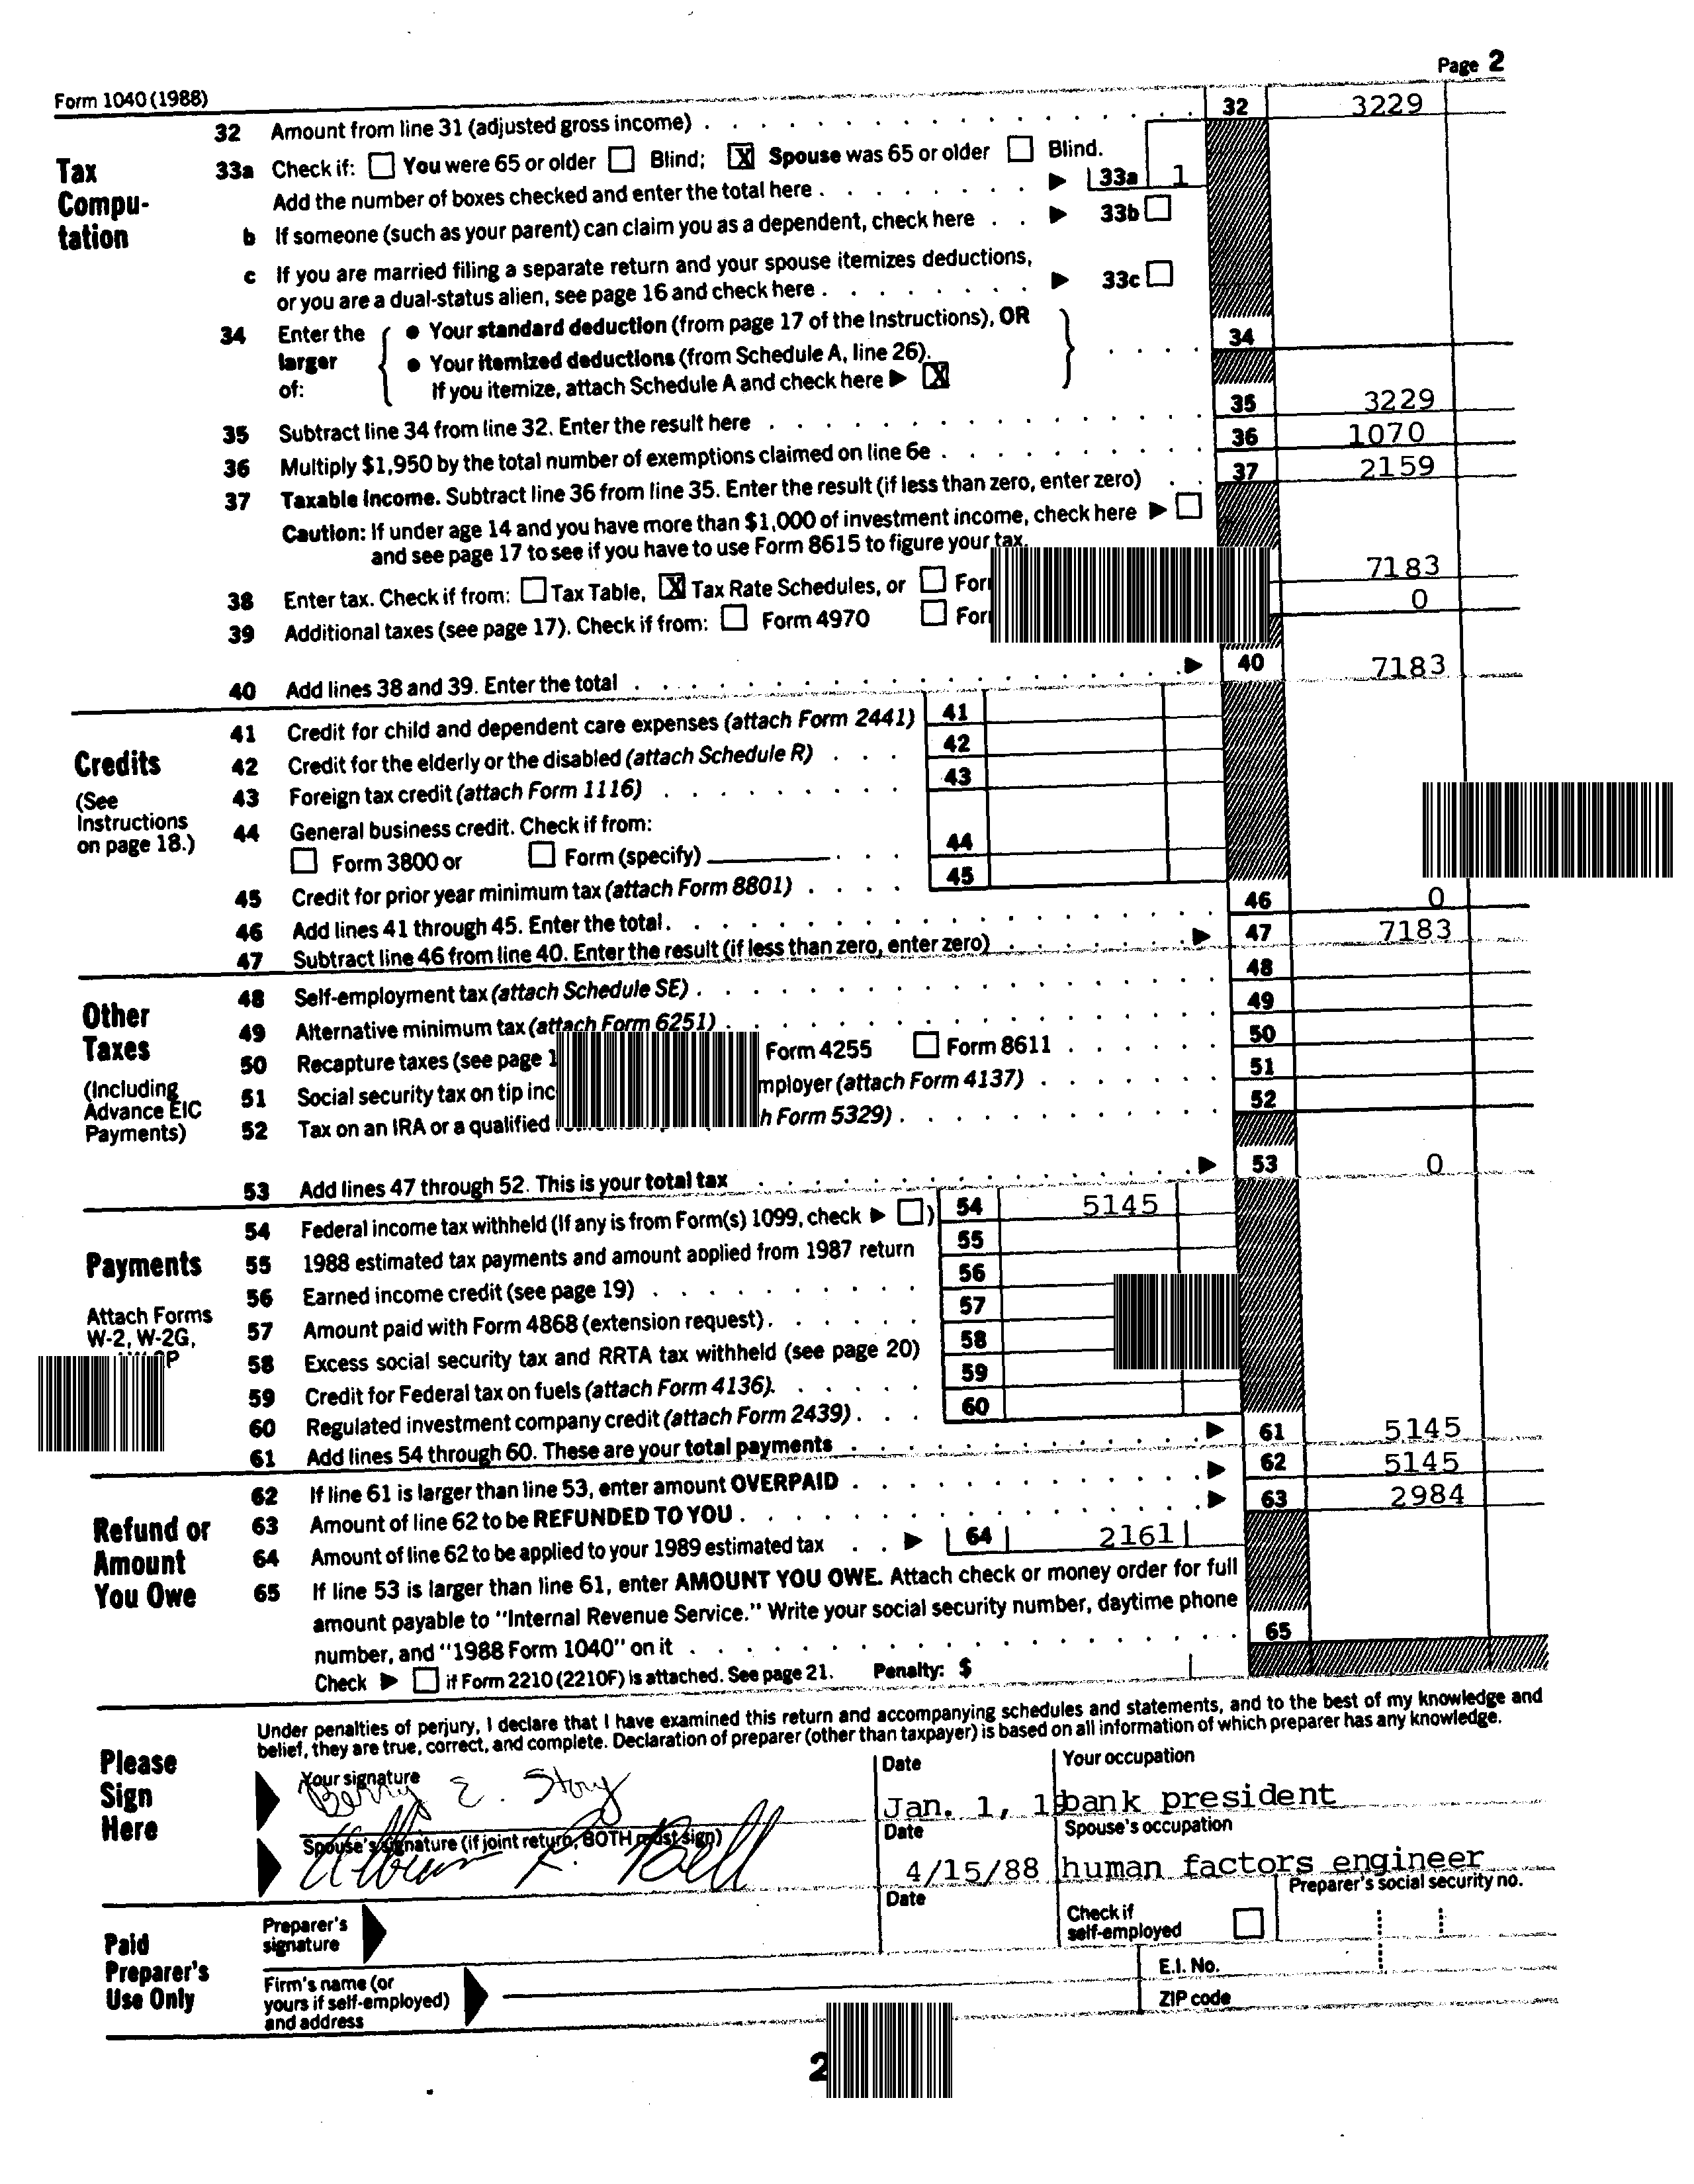 Form 1040 (1988) Page 2
32 Amount from line 31 (adjusted gross income) 32 3229
Tax Computation
33a Check if: You were 65 or older Blind; X Spouse was 65 or older Blind.
Add the number of boxes checked and enter the total here 33a 1
b If someone (such as your parent) can claim you as a dependent, check here 33b
c If you are married filing a separate return and your spouse itemizes deductions,
or you are a dual-status alien, see page 16 and check here 33c
34 Enter the larger of: { • Your standard deduction (from page 17 of the Instructions), OR
• Your itemized deductions (from Schedule A, line 26).
If you itemize, attach Schedule A and check here ▶ X } 34
35 Subtract line 34 from line 32. Enter the result here 35 3229
36 Multiply $1,950 by the total number of exemptions claimed on line 6e 36 1070
37 Taxable income. Subtract line 36 from line 35. Enter the result (if less than zero, enter zero) 37 2159
Caution: If under age 14 and you have more than $1,000 of investment income, check here ▶
and see page 17 to see if you have to use Form 8615 to figure your tax.
38 Enter tax. Check if from: Tax Table, X Tax Rate Schedules, or 7183
39 Additional taxes (see page 17). Check if from: Form 4970 0
40 Add lines 38 and 39. Enter the total ▶ 40 7183
Credits
(See Instructions on page 18.)
41 Credit for child and dependent care expenses (attach Form 2441) 41
42 Credit for the elderly or the disabled (attach Schedule R) 42
43 Foreign tax credit (attach Form 1116) 43
44 General business credit. Check if from:
Form 3800 or Form (specify) 44
45 Credit for prior year minimum tax (attach Form 8801) 45
46 Add lines 41 through 45. Enter the total 46 0
47 Subtract line 46 from line 40. Enter the result (if less than zero, enter zero) ▶ 47 7183
Other Taxes
(Including Advance EIC Payments)
48 Self-employment tax (attach Schedule SE) 48
49 Alternative minimum tax (attach Form 6251) 49
50 Recapture taxes (see page Form 4255 Form 8611 50
51 Social security tax on tip (attach Form 4137) 51
52 Tax on an IRA or a qualified Form 5329) 52
53 Add lines 47 through 52. This is your total tax ▶ 53 0
Payments
Attach Forms W-2, W-2G,
54 Federal income tax withheld (If any is from Form(s) 1099, check ▶ ) 54 5145
55 1988 estimated tax payments and amount applied from 1987 return 55
56 Earned income credit (see page 19) 56
57 Amount paid with Form 4868 (extension request) 57
58 Excess social security tax and RRTA tax withheld (see page 20) 58
59 Credit for Federal tax on fuels (attach Form 4136) 59
60 Regulated investment company credit (attach Form 2439) 60
61 Add lines 54 through 60. These are your total payments ▶ 61 5145
Refund or Amount You Owe
62 If line 61 is larger than line 53, enter amount OVERPAID ▶ 62 5145
63 Amount of line 62 to be REFUNDED TO YOU ▶ 63 2984
64 Amount of line 62 to be applied to your 1989 estimated tax ▶ 64 2161
65 If line 53 is larger than line 61, enter AMOUNT YOU OWE. Attach check or money order for full
amount payable to "Internal Revenue Service." Write your social security number, daytime phone
number, and "1988 Form 1040" on it 65
Check ▶ if Form 2210 (2210F) is attached. See page 21. Penalty: $
Please Sign Here
Under penalties of perjury, I declare that I have examined this return and accompanying schedules and statements, and to the best of my knowledge and
belief, they are true, correct, and complete. Declaration of preparer (other than taxpayer) is based on all information of which preparer has any knowledge.
Your signature Date Your occupation
Berry E. Story Jan. 1, bank president
Spouse's signature (if joint return, BOTH must sign) Date Spouse's occupation
R. Bell 4/15/88 human factors engineer
Paid Preparer's Use Only
Preparer's signature Date Check if self-employed Preparer's social security no.
Firm's name (or yours if self-employed) and address E.I. No.
ZIP code
2